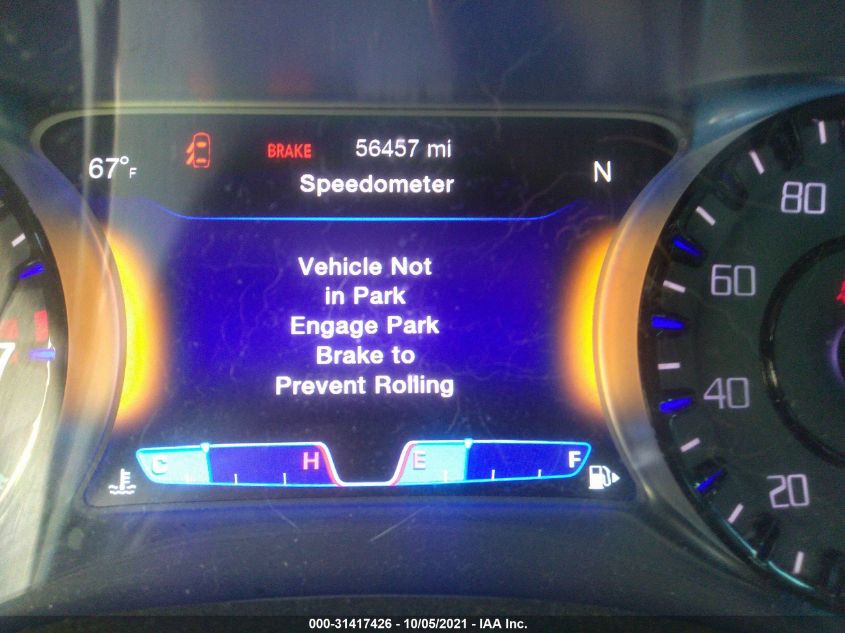 67°F BRAKE 56457 mi N
Speedometer
Vehicle Not
in Park
Engage Park
Brake to
Prevent Rolling
C H E F
80
60
40
20
7
000-31417426 - 10/05/2021 - IAA Inc.